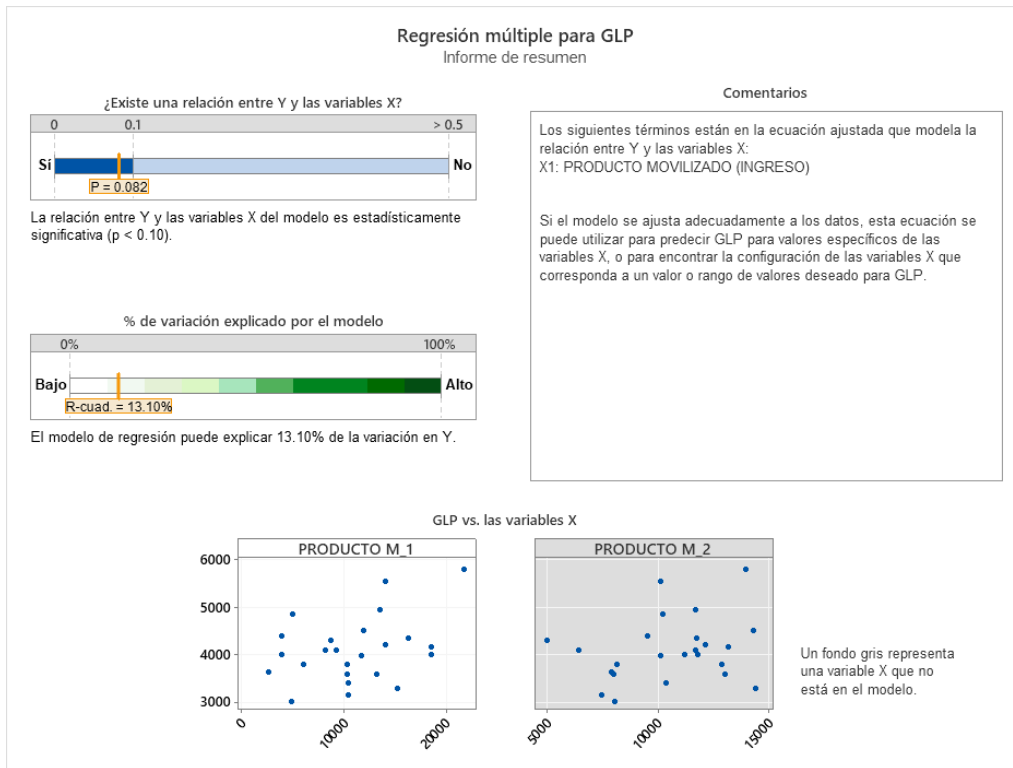 Regresión múltiple para GLP
Informe de resumen
¿Existe una relación entre Y y las variables X?
0 0.1 > 0.5
Sí No
P = 0.082
La relación entre Y y las variables X del modelo es estadísticamente
significativa (p < 0.10).
% de variación explicado por el modelo
0% 100%
Bajo Alto
R-cuad. = 13.10%
El modelo de regresión puede explicar 13.10% de la variación en Y.
Comentarios
Los siguientes términos están en la ecuación ajustada que modela la
relación entre Y y las variables X:
X1: PRODUCTO MOVILIZADO (INGRESO)
Si el modelo se ajusta adecuadamente a los datos, esta ecuación se
puede utilizar para predecir GLP para valores específicos de las
variables X, o para encontrar la configuración de las variables X que
corresponda a un valor o rango de valores deseado para GLP.
GLP vs. las variables X
PRODUCTO M_1 PRODUCTO M_2
6000
5000
4000
3000
0 10000 20000 5000 10000 15000
Un fondo gris representa
una variable X que no
está en el modelo.